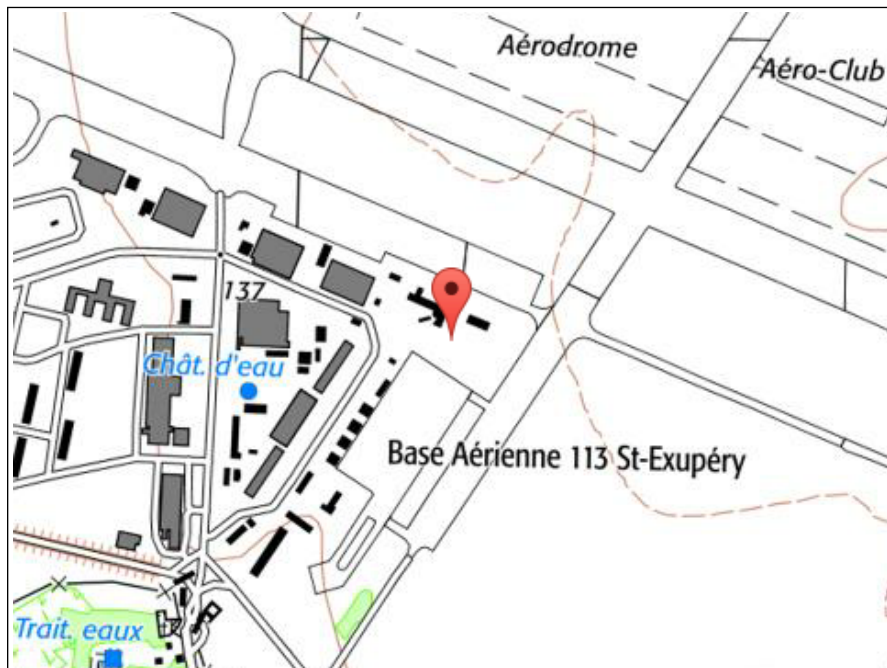 Aérodrome
Aéro-Club
137
Chât. d'eau
Base Aérienne 113 St-Exupéry
Trait. eaux